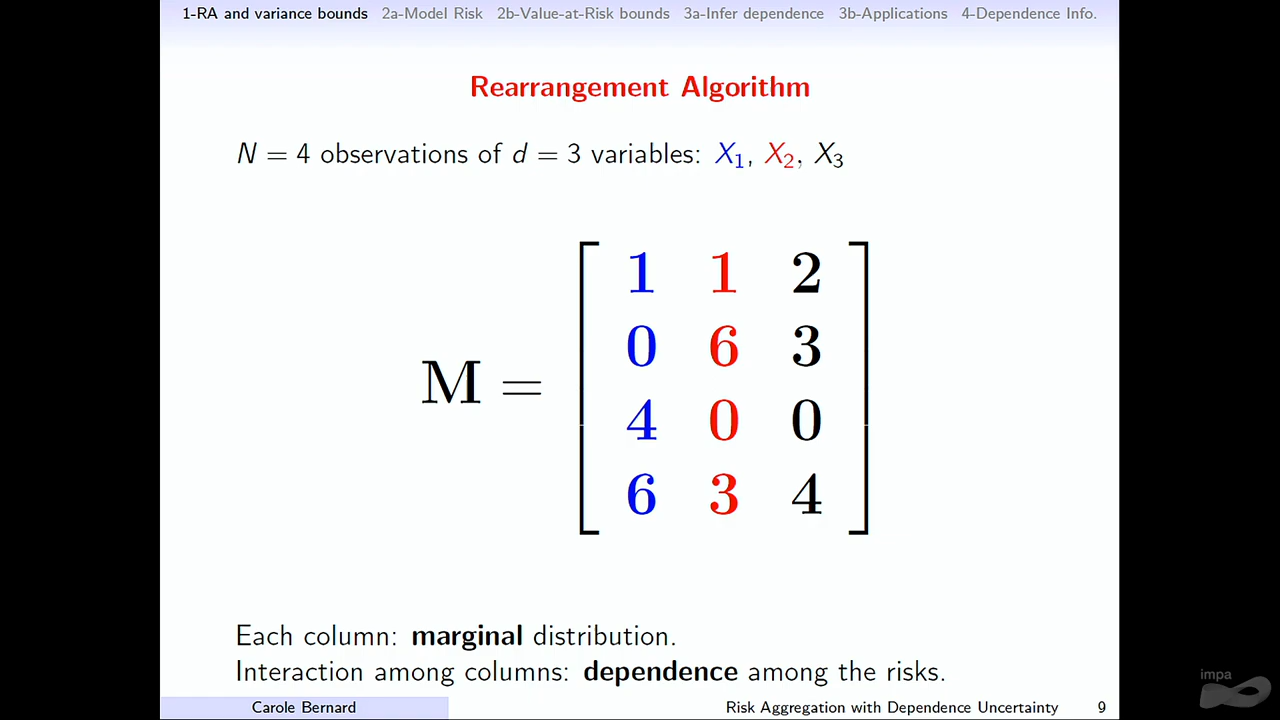 1-RA and variance bounds 2a-Model Risk 2b-Value-at-Risk bounds 3a-Infer dependence 3b-Applications 4-Dependence Info.
Rearrangement Algorithm
N = 4 observations of d = 3 variables: X₁, X₂, X₃
1 1 2
0 6 3
M =
4 0 0
6 3 4
Each column: marginal distribution.
Interaction among columns: dependence among the risks.
impa
Carole Bernard Risk Aggregation with Dependence Uncertainty 9